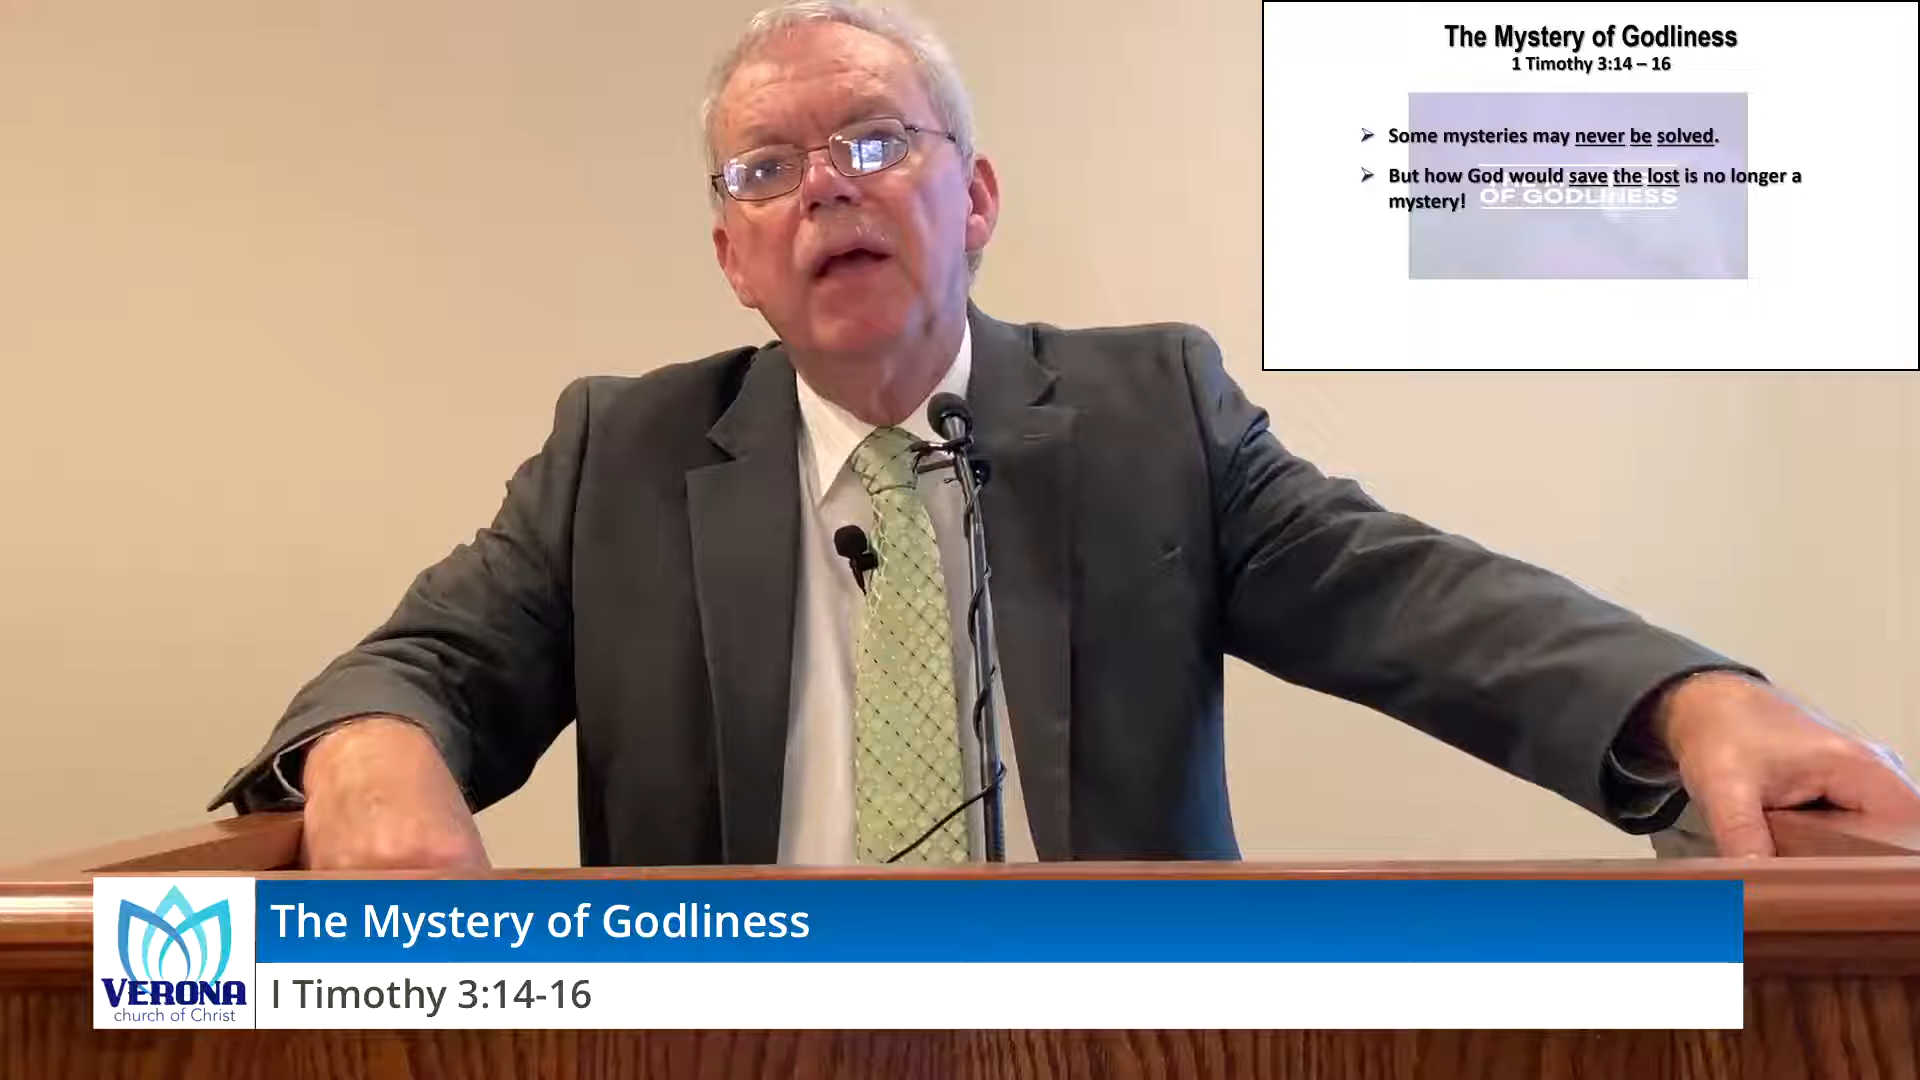 The Mystery of Godliness
1 Timothy 3:14 – 16
➢ Some mysteries may never be solved.
➢ But how God would save the lost is no longer a
mystery!
OF GODLINESS
The Mystery of Godliness
I Timothy 3:14-16
VERONA
church of Christ